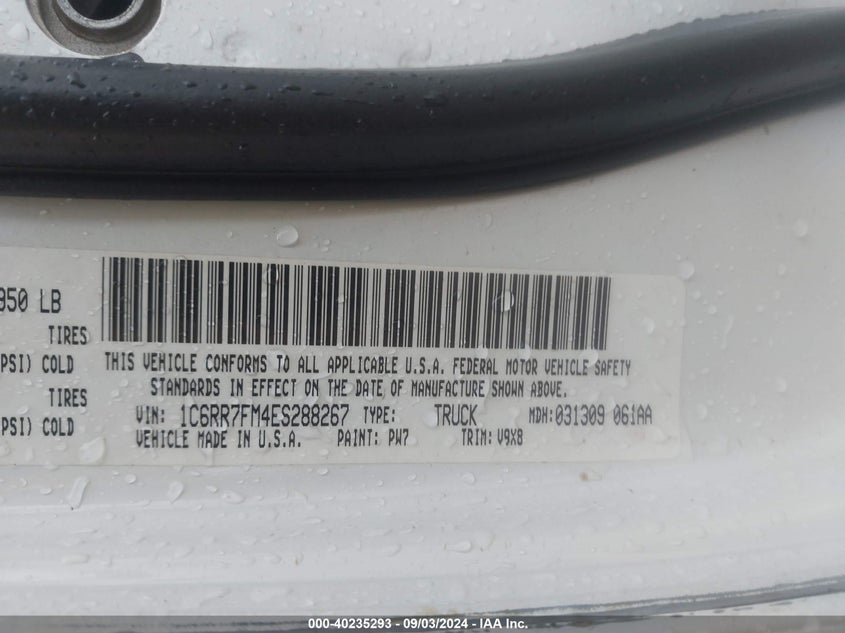 950 LB
TIRES
PSI) COLD
TIRES
PSI) COLD
THIS VEHICLE CONFORMS TO ALL APPLICABLE U.S.A. FEDERAL MOTOR VEHICLE SAFETY
STANDARDS IN EFFECT ON THE DATE OF MANUFACTURE SHOWN ABOVE.
VIN: 1C6RR7FM4ES288267 TYPE: TRUCK MDH:031309 061AA
VEHICLE MADE IN U.S.A. PAINT: PW7 TRIM: V9X8
000-40235293 - 09/03/2024 - IAA Inc.